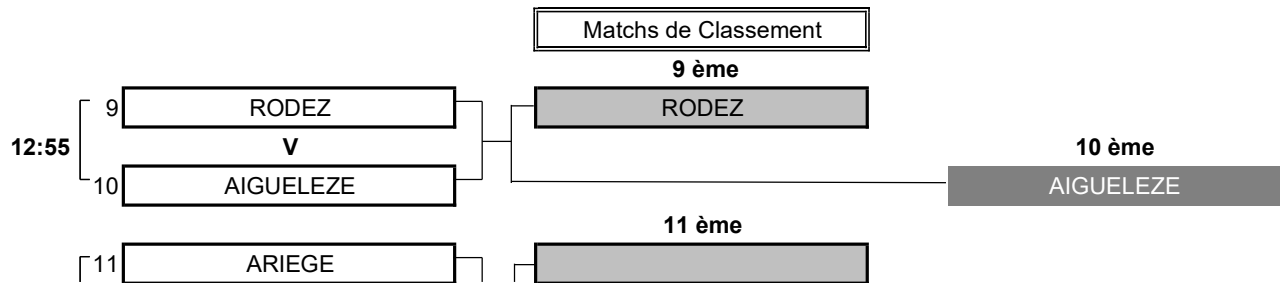 Matchs de Classement
9 ème
9 RODEZ RODEZ
12:55 V 10 ème
10 AIGUELEZE AIGUELEZE
11 ème
11 ARIEGE